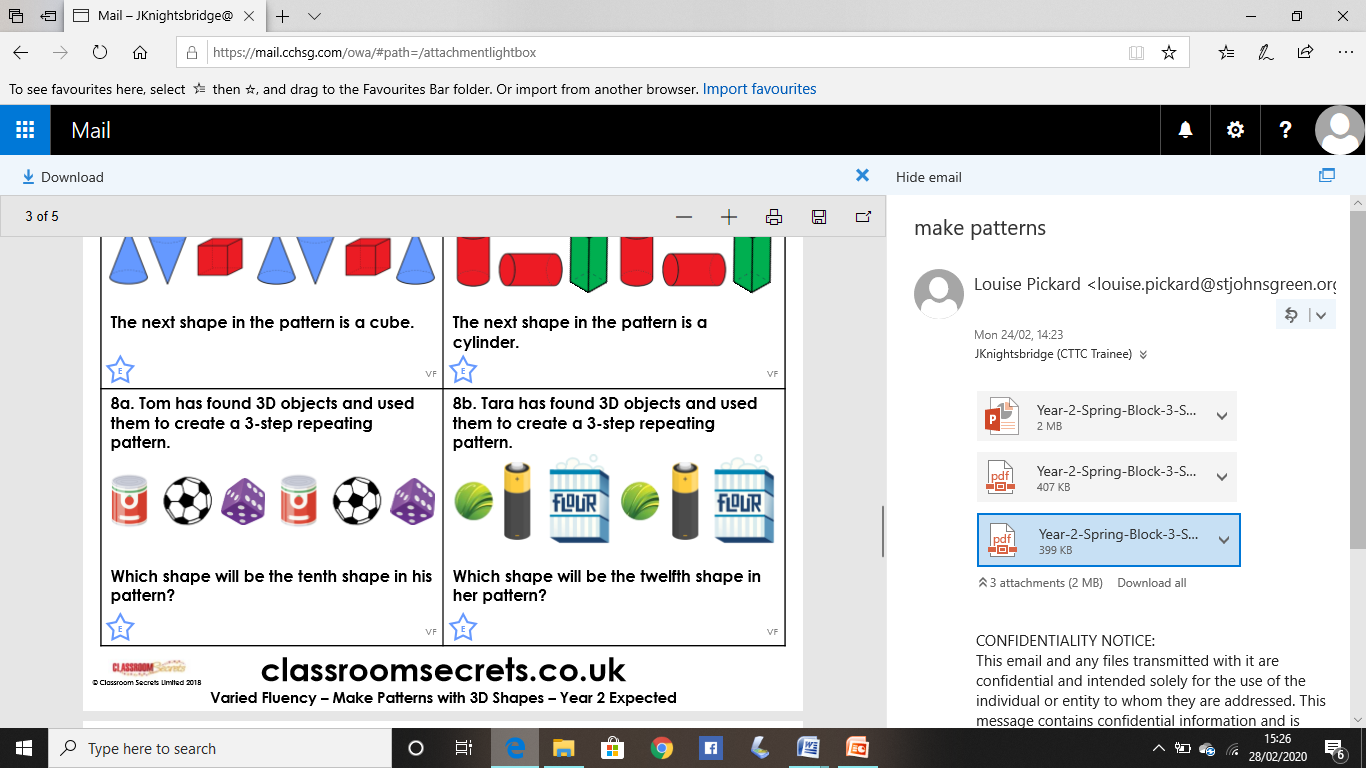 Mail – JKnightsbridge@
https://mail.cchsg.com/owa/#path=/attachmentlightbox
To see favourites here, select then , and drag to the Favourites Bar folder. Or import from another browser. Import favourites
Mail
?
Download
Hide email
3 of 5
The next shape in the pattern is a cube.
E
VF
The next shape in the pattern is a
cylinder.
E
VF
8a. Tom has found 3D objects and used
them to create a 3-step repeating
pattern.
Which shape will be the tenth shape in his
pattern?
E
VF
8b. Tara has found 3D objects and used
them to create a 3-step repeating
pattern.
FLOUR
FLOUR
Which shape will be the twelfth shape in
her pattern?
E
VF
CLASSROOM Secrets
© Classroom Secrets Limited 2018
classroomsecrets.co.uk
Varied Fluency – Make Patterns with 3D Shapes – Year 2 Expected
make patterns
Louise Pickard <louise.pickard@stjohnsgreen.org
Mon 24/02, 14:23
JKnightsbridge (CTTC Trainee)
P
Year-2-Spring-Block-3-S...
2 MB
pdf
Year-2-Spring-Block-3-S...
407 KB
pdf
Year-2-Spring-Block-3-S...
399 KB
3 attachments (2 MB) Download all
CONFIDENTIALITY NOTICE:
This email and any files transmitted with it are
confidential and intended solely for the use of the
individual or entity to whom they are addressed. This
message contains confidential information and is
Type here to search
15:26
28/02/2020
6